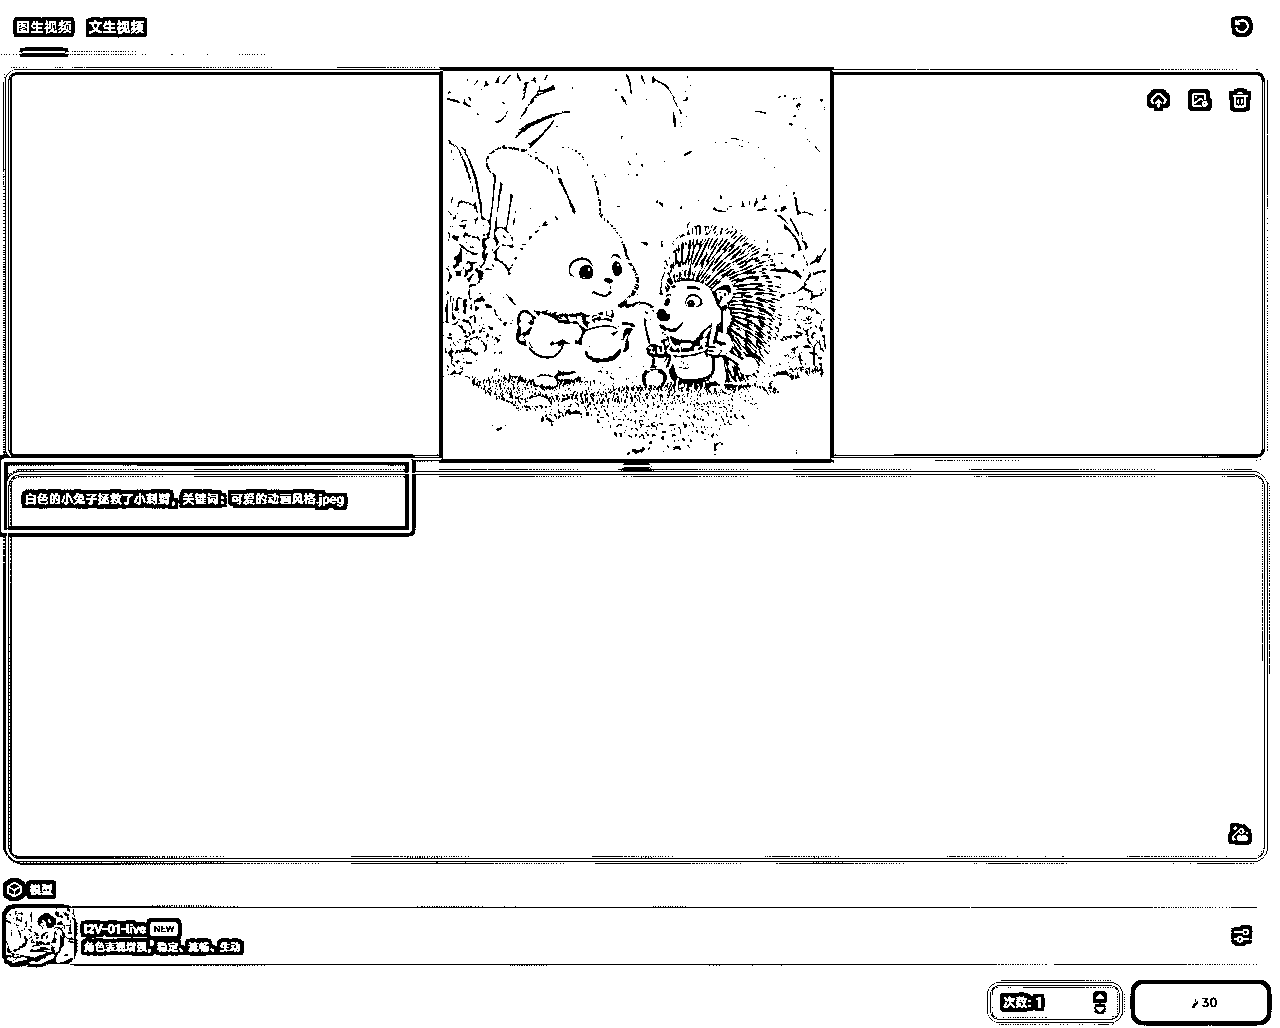 图生视频 文生视频
白色的小兔子拯救了小刺猬，关键词：可爱的动画风格.jpeg
模型
I2V-01-live NEW
角色表现增强，稳定、流畅、生动
次数: 1
30